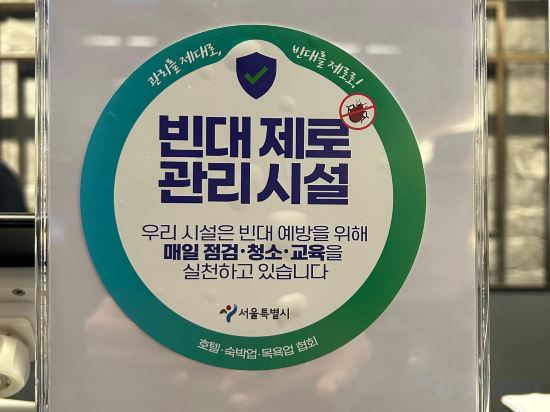 관리를 제대로, 빈대를 제로로!
빈대 제로
관리 시설
우리 시설은 빈대 예방을 위해
매일 점검·청소·교육을
실천하고 있습니다
서울특별시
호텔·숙박업·목욕업 협회